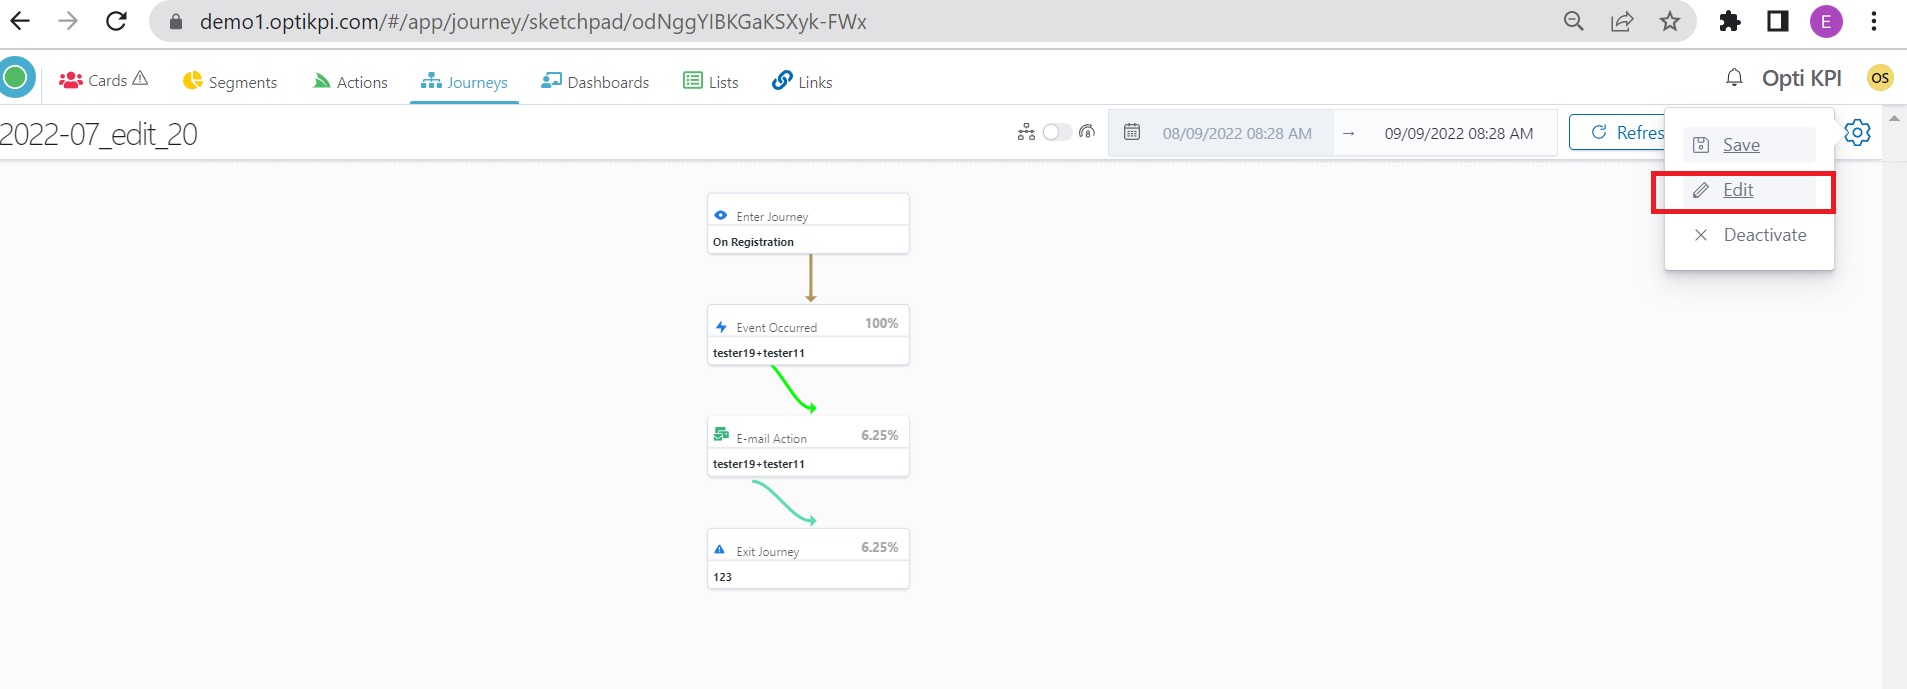 demo1.optikpi.com/#/app/journey/sketchpad/odNggYIBKGaKSXyk-FWx
E
Cards Segments Actions Journeys Dashboards Lists Links Opti KPI OS
2022-07_edit_20 8 08/09/2022 08:28 AM → 09/09/2022 08:28 AM Refres
Save
Edit
Deactivate
Enter Journey
On Registration
Event Occurred 100%
tester19+tester11
E-mail Action 6.25%
tester19+tester11
Exit Journey 6.25%
123